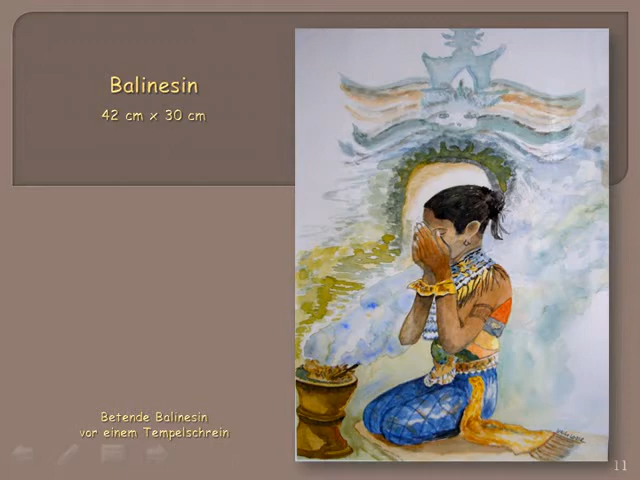 Balinesin
42 cm x 30 cm
Betende Balinesin
vor einem Tempelschrein
11